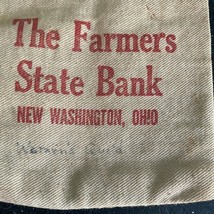 The Farmers
State Bank
NEW WASHINGTON, OHIO